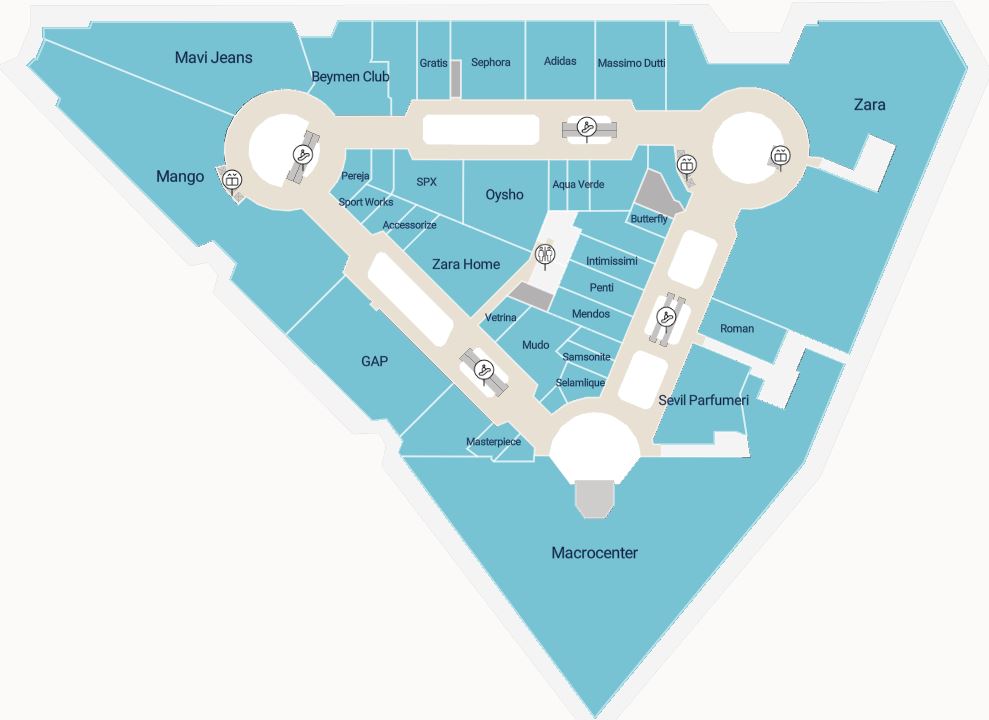 Mavi Jeans
Beymen Club
Gratis
Sephora
Adidas
Massimo Dutti
Zara
Mango
Pereja
SPX
Oysho
Aqua Verde
Sport Works
Accessorize
Butterfly
Zara Home
Intimissimi
Penti
Vetrina
Mendos
Roman
Mudo
Samsonite
GAP
Selamlique
Sevil Parfumeri
Masterpiece
Macrocenter